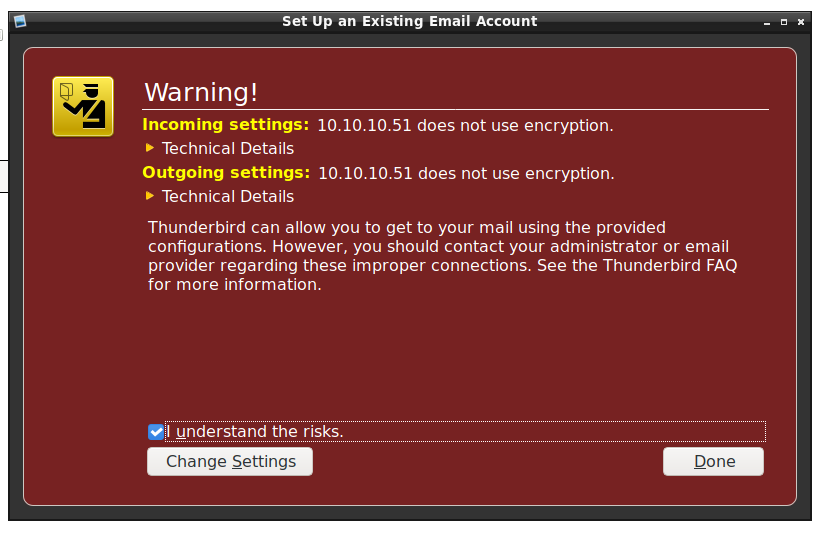 Set Up an Existing Email Account
Warning!
Incoming settings: 10.10.10.51 does not use encryption.
Technical Details
Outgoing settings: 10.10.10.51 does not use encryption.
Technical Details
Thunderbird can allow you to get to your mail using the provided
configurations. However, you should contact your administrator or email
provider regarding these improper connections. See the Thunderbird FAQ
for more information.
I understand the risks.
Change Settings
Done